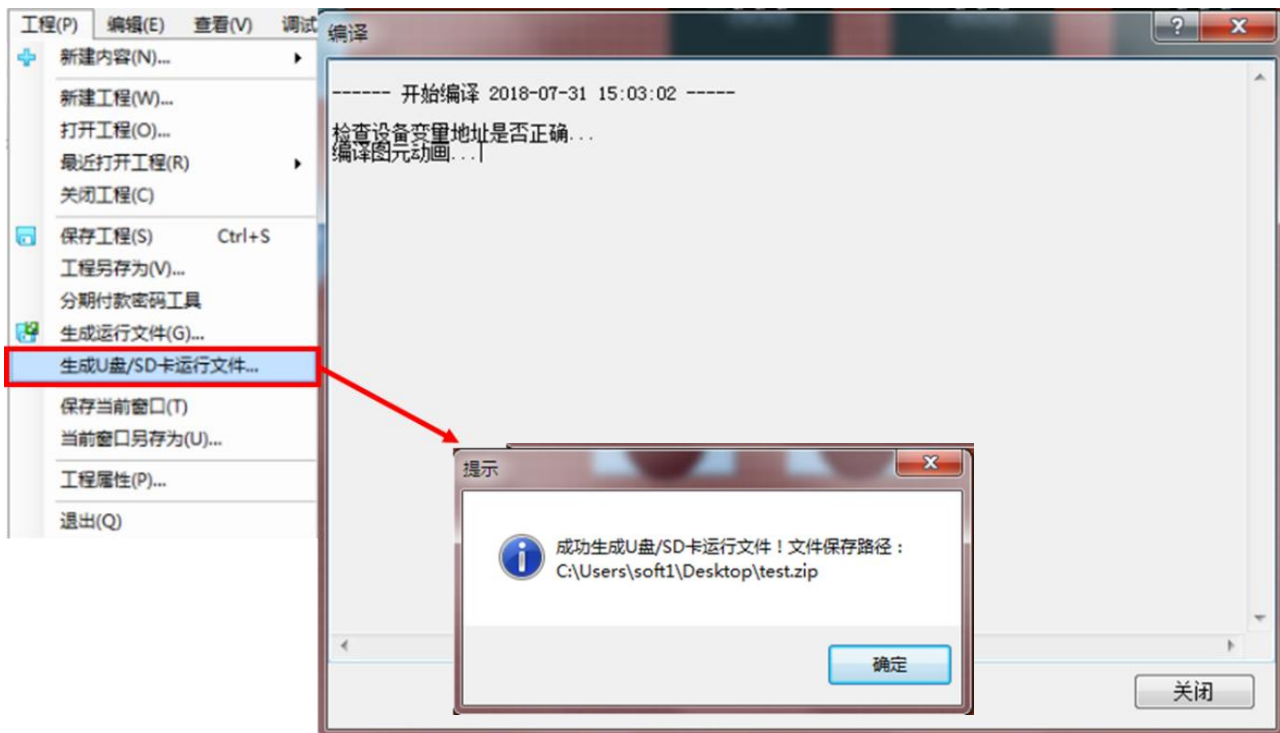 工程(P) 编辑(E) 查看(V) 调试
新建内容(N)...
新建工程(W)...
打开工程(O)...
最近打开工程(R)
关闭工程(C)
保存工程(S) Ctrl+S
工程另存为(V)...
分期付款密码工具
生成运行文件(G)...
生成U盘/SD卡运行文件...
保存当前窗口(T)
当前窗口另存为(U)...
工程属性(P)...
退出(Q)
编译
------ 开始编译 2018-07-31 15:03:02 -----
检查设备变量地址是否正确...
编译图元动画...
提示
成功生成U盘/SD卡运行文件！文件保存路径：
C:\Users\soft1\Desktop\test.zip
确定
关闭